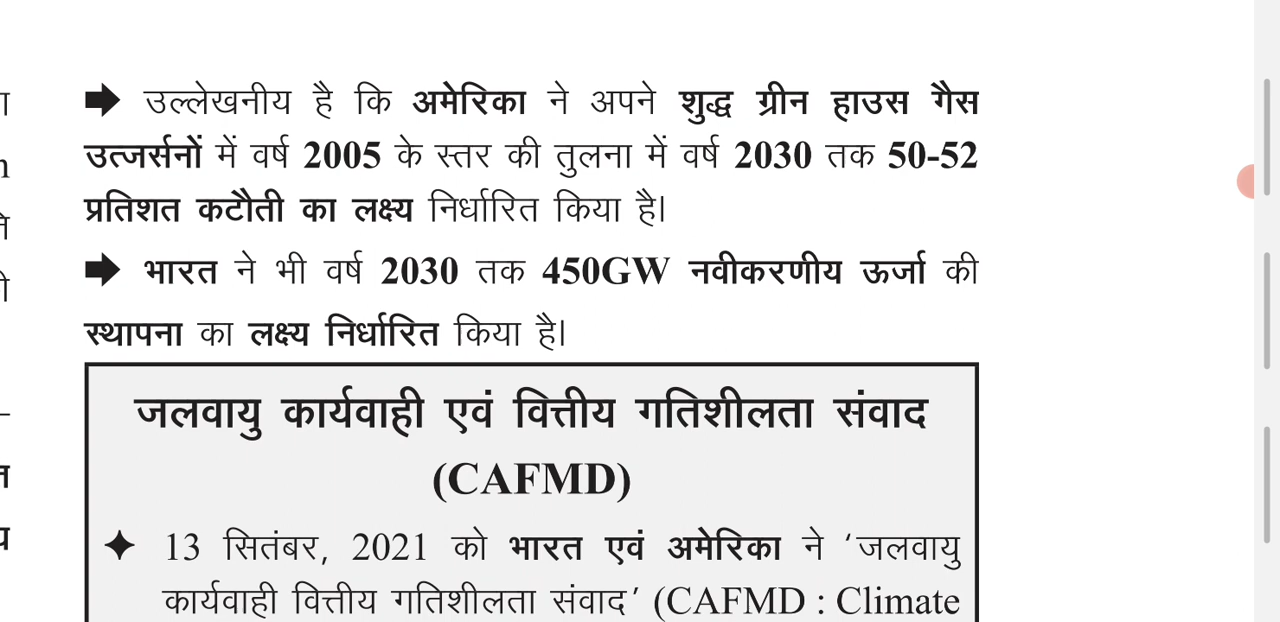 ➡ उल्लेखनीय है कि अमेरिका ने अपने शुद्ध ग्रीन हाउस गैस
उत्जर्सनों में वर्ष 2005 के स्तर की तुलना में वर्ष 2030 तक 50-52
प्रतिशत कटौती का लक्ष्य निर्धारित किया है।
➡ भारत ने भी वर्ष 2030 तक 450GW नवीकरणीय ऊर्जा की
स्थापना का लक्ष्य निर्धारित किया है।
जलवायु कार्यवाही एवं वित्तीय गतिशीलता संवाद
(CAFMD)
✦ 13 सितंबर, 2021 को भारत एवं अमेरिका ने ‘जलवायु
कार्यवाही वित्तीय गतिशीलता संवाद’ (CAFMD : Climate